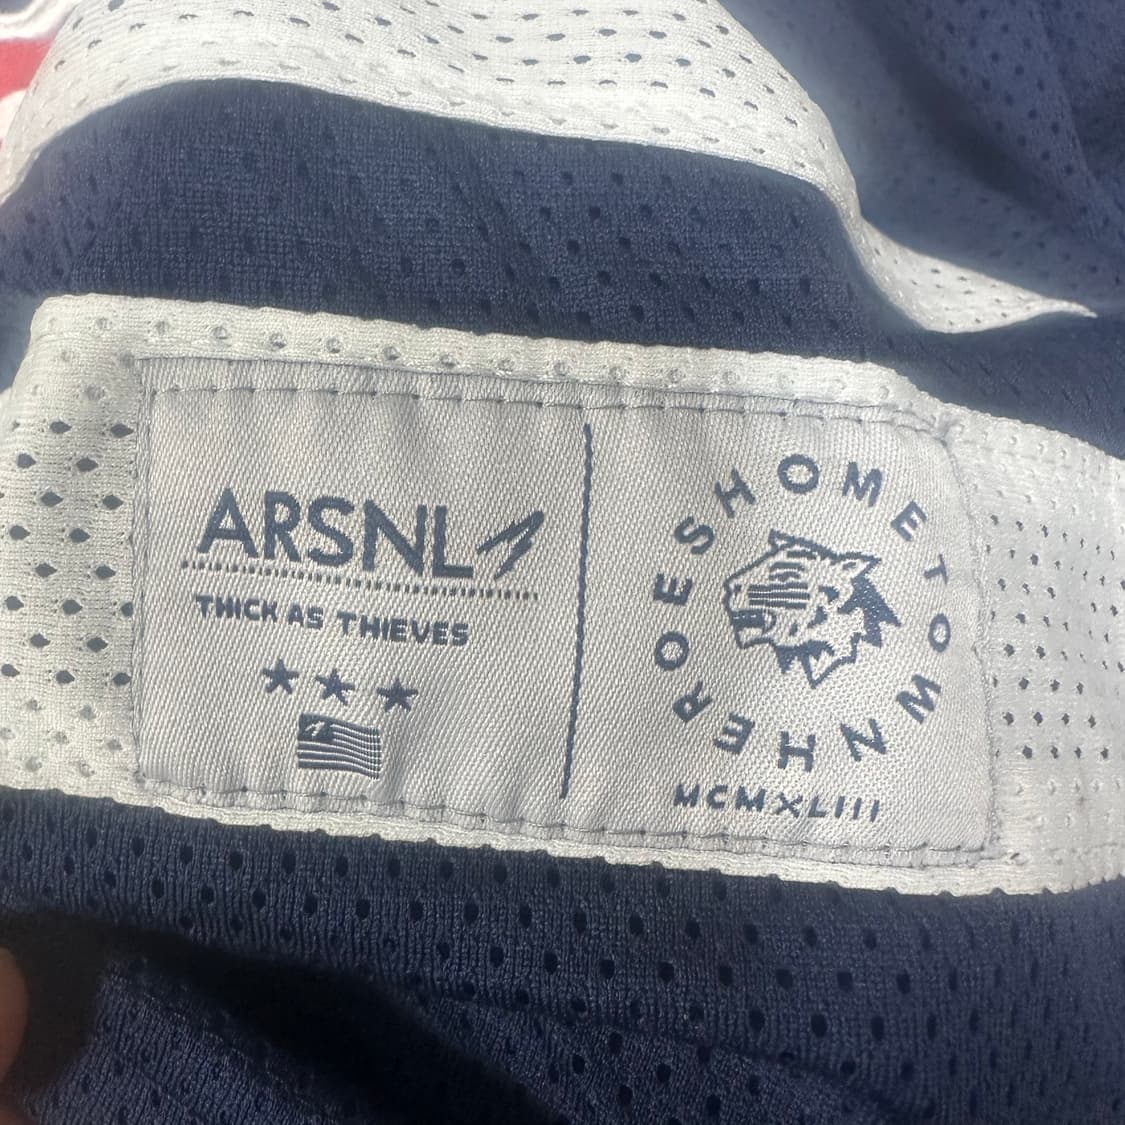 ARSNL
THICK AS THIEVES
HOMETOWN HEROES
MCMXLIII